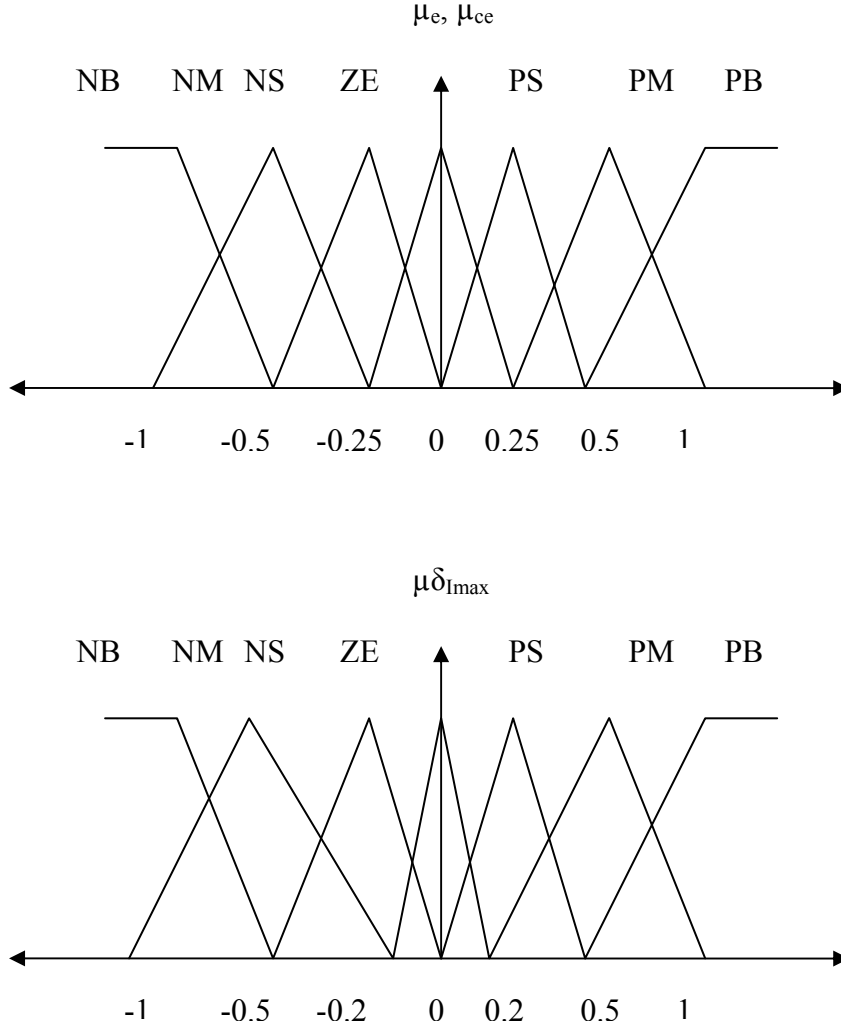 μe, μce
NB NM NS ZE PS PM PB
-1 -0.5 -0.25 0 0.25 0.5 1
μδImax
NB NM NS ZE PS PM PB
-1 -0.5 -0.2 0 0.2 0.5 1